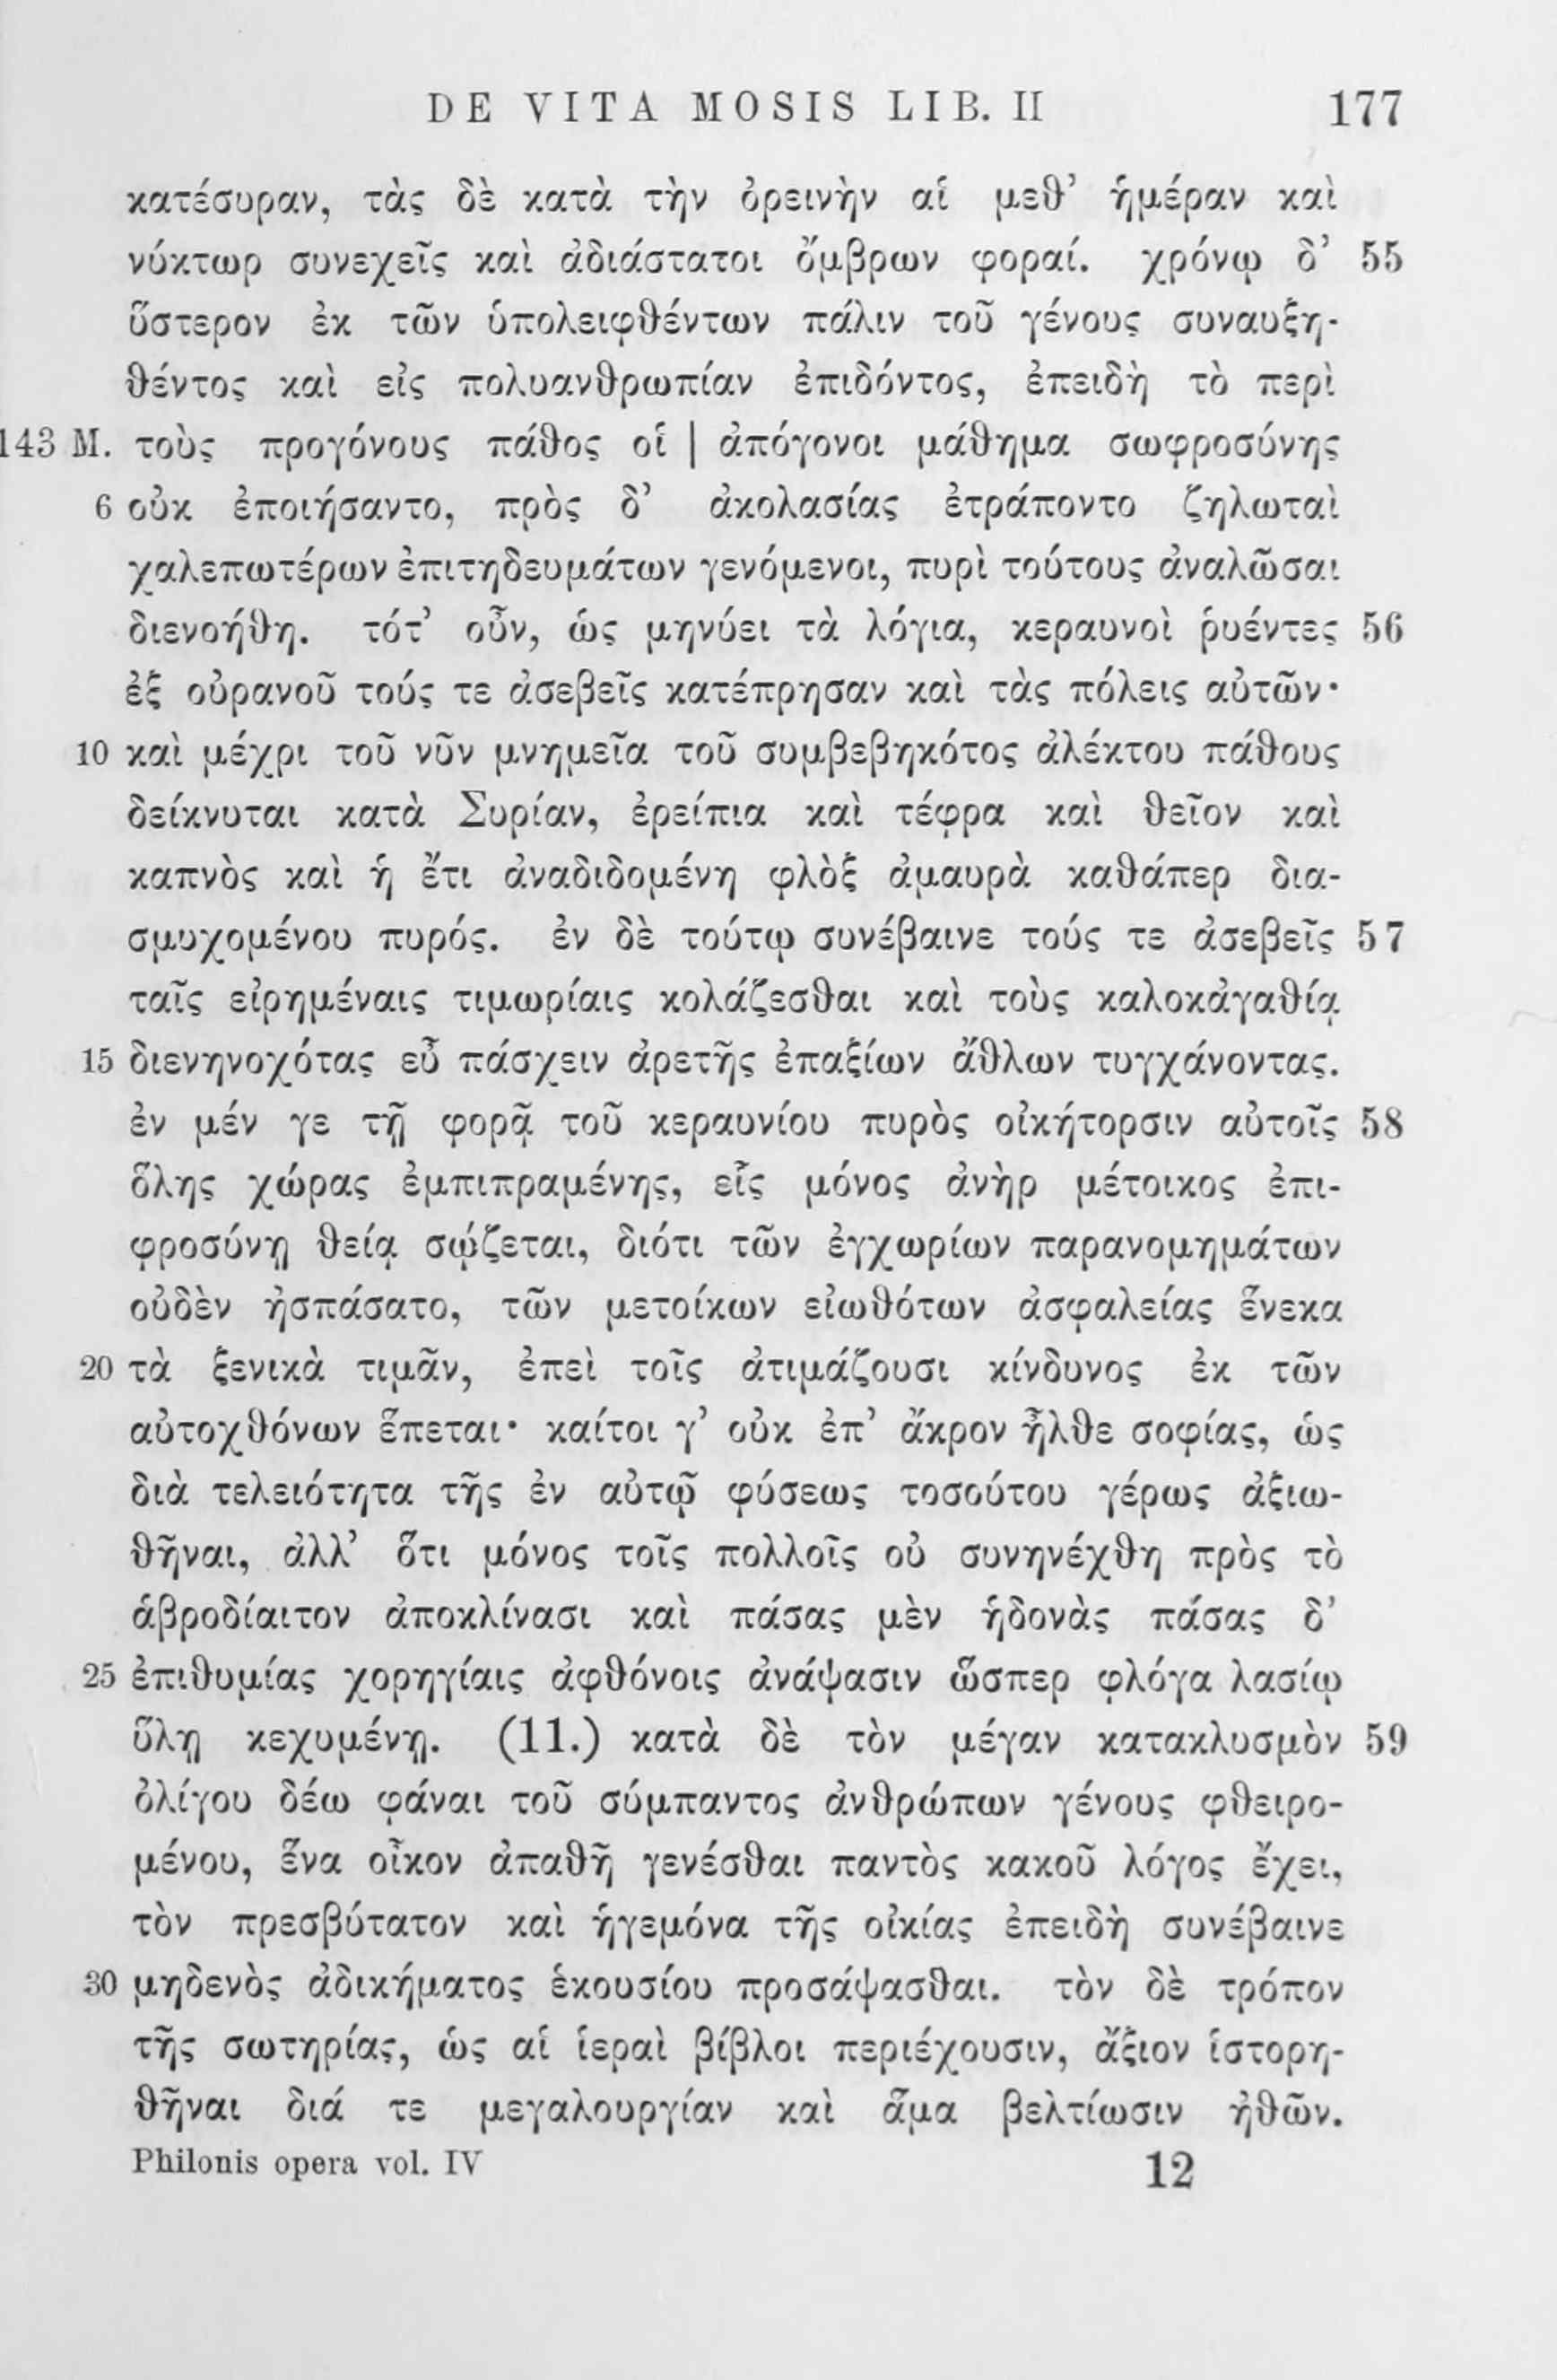 DE VITA MOSIS LIB. II 177
κατέσυραν, τὰς δὲ κατὰ τὴν ὀρεινὴν αἱ μεθ’ ἡμέραν καὶ
νύκτωρ συνεχεῖς καὶ ἀδιάστατοι ὄμβρων φοραί. χρόνῳ δ’ 55
ὕστερον ἐκ τῶν ὑπολειφθέντων πάλιν τοῦ γένους συναυξη-
θέντος καὶ εἰς πολυανθρωπίαν ἐπιδόντος, ἐπειδὴ τὸ περὶ
143 M. τοὺς προγόνους πάθος οἱ | ἀπόγονοι μάθημα σωφροσύνης
6 οὐκ ἐποιήσαντο, πρὸς δ’ ἀκολασίας ἐτράποντο ζηλωταὶ
χαλεπωτέρων ἐπιτηδευμάτων γενόμενοι, πυρὶ τούτους ἀναλῶσαι
διενοήθη. τότ’ οὖν, ὡς μηνύει τὰ λόγια, κεραυνοὶ ῥυέντες 56
ἐξ οὐρανοῦ τούς τε ἀσεβεῖς κατέπρησαν καὶ τὰς πόλεις αὐτῶν·
10 καὶ μέχρι τοῦ νῦν μνημεῖα τοῦ συμβεβηκότος ἀλέκτου πάθους
δείκνυται κατὰ Συρίαν, ἐρείπια καὶ τέφρα καὶ θεῖον καὶ
καπνὸς καὶ ἡ ἔτι ἀναδιδομένη φλὸξ ἀμαυρὰ καθάπερ δια-
σμυχομένου πυρός. ἐν δὲ τούτῳ συνέβαινε τούς τε ἀσεβεῖς 57
ταῖς εἰρημέναις τιμωρίαις κολάζεσθαι καὶ τοὺς καλοκἀγαθίᾳ
15 διενηνοχότας εὖ πάσχειν ἀρετῆς ἐπαξίων ἄθλων τυγχάνοντας.
ἐν μέν γε τῇ φορᾷ τοῦ κεραυνίου πυρὸς οἰκήτορσιν αὐτοῖς 58
ὅλης χώρας ἐμπιπραμένης, εἷς μόνος ἀνὴρ μέτοικος ἐπι-
φροσύνῃ θείᾳ σῴζεται, διότι τῶν ἐγχωρίων παρανομημάτων
οὐδὲν ἠσπάσατο, τῶν μετοίκων εἰωθότων ἀσφαλείας ἕνεκα
20 τὰ ξενικὰ τιμᾶν, ἐπεὶ τοῖς ἀτιμάζουσι κίνδυνος ἐκ τῶν
αὐτοχθόνων ἕπεται· καίτοι γ’ οὐκ ἐπ’ ἄκρον ἦλθε σοφίας, ὡς
διὰ τελειότητα τῆς ἐν αὐτῷ φύσεως τοσούτου γέρως ἀξιω-
θῆναι, ἀλλ’ ὅτι μόνος τοῖς πολλοῖς οὐ συνηνέχθη πρὸς τὸ
ἁβροδίαιτον ἀποκλίνασι καὶ πάσας μὲν ἡδονὰς πάσας δ’
25 ἐπιθυμίας χορηγίαις ἀφθόνοις ἀνάψασιν ὥσπερ φλόγα λασίῳ
ὕλῃ κεχυμένῃ. (11.) κατὰ δὲ τὸν μέγαν κατακλυσμὸν 59
ὀλίγου δέω φάναι τοῦ σύμπαντος ἀνθρώπων γένους φθειρο-
μένου, ἕνα οἶκον ἀπαθῆ γενέσθαι παντὸς κακοῦ λόγος ἔχει,
τὸν πρεσβύτατον καὶ ἡγεμόνα τῆς οἰκίας ἐπειδὴ συνέβαινε
30 μηδενὸς ἀδικήματος ἑκουσίου προσάψασθαι. τὸν δὲ τρόπον
τῆς σωτηρίας, ὡς αἱ ἱεραὶ βίβλοι περιέχουσιν, ἄξιον ἱστορη-
θῆναι διά τε μεγαλουργίαν καὶ ἅμα βελτίωσιν ἠθῶν.
Philonis opera vol. IV 12